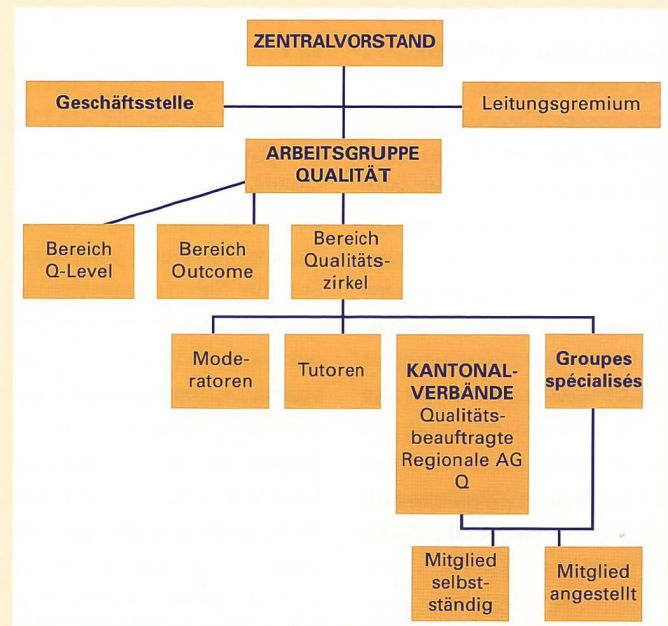 ZENTRALVORSTAND
Geschäftsstelle
Leitungsgremium
ARBEITSGRUPPE
QUALITÄT
Bereich
Q-Level
Bereich
Outcome
Bereich
Qualitäts-
zirkel
Mode-
ratoren
Tutoren
KANTONAL-
VERBÄNDE
Qualitäts-
beauftragte
Regionale AG
Q
Groupes
spécialisés
Mitglied
selbst-
ständig
Mitglied
angestellt